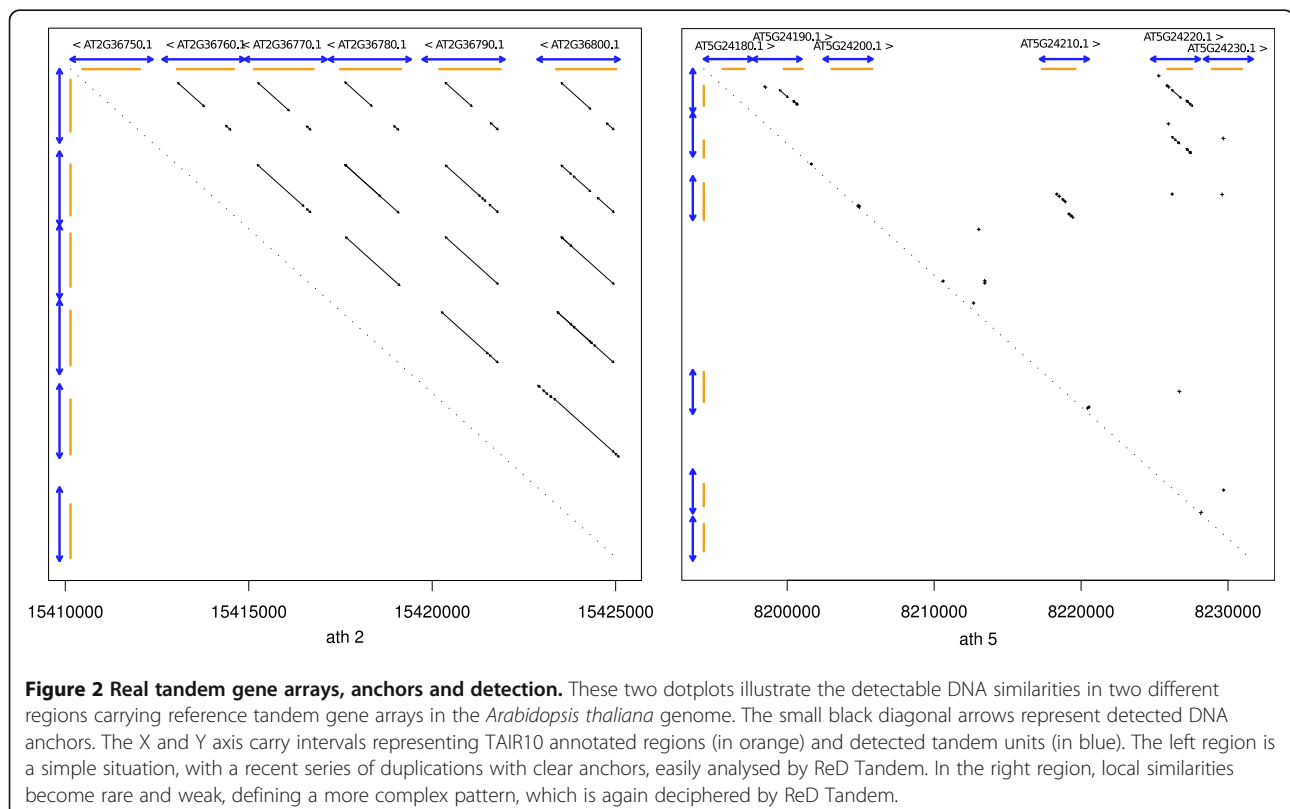 < AT2G36750.1 < AT2G36760.1 < AT2G36770.1 < AT2G36780.1 < AT2G36790.1 < AT2G36800.1
AT5G24180.1 > AT5G24190.1 > AT5G24200.1 > AT5G24210.1 > AT5G24220.1 > AT5G24230.1 >
15410000 15415000 15420000 15425000
ath 2
8200000 8210000 8220000 8230000
ath 5
Figure 2 Real tandem gene arrays, anchors and detection. These two dotplots illustrate the detectable DNA similarities in two different
regions carrying reference tandem gene arrays in the Arabidopsis thaliana genome. The small black diagonal arrows represent detected DNA
anchors. The X and Y axis carry intervals representing TAIR10 annotated regions (in orange) and detected tandem units (in blue). The left region is
a simple situation, with a recent series of duplications with clear anchors, easily analysed by ReD Tandem. In the right region, local similarities
become rare and weak, defining a more complex pattern, which is again deciphered by ReD Tandem.